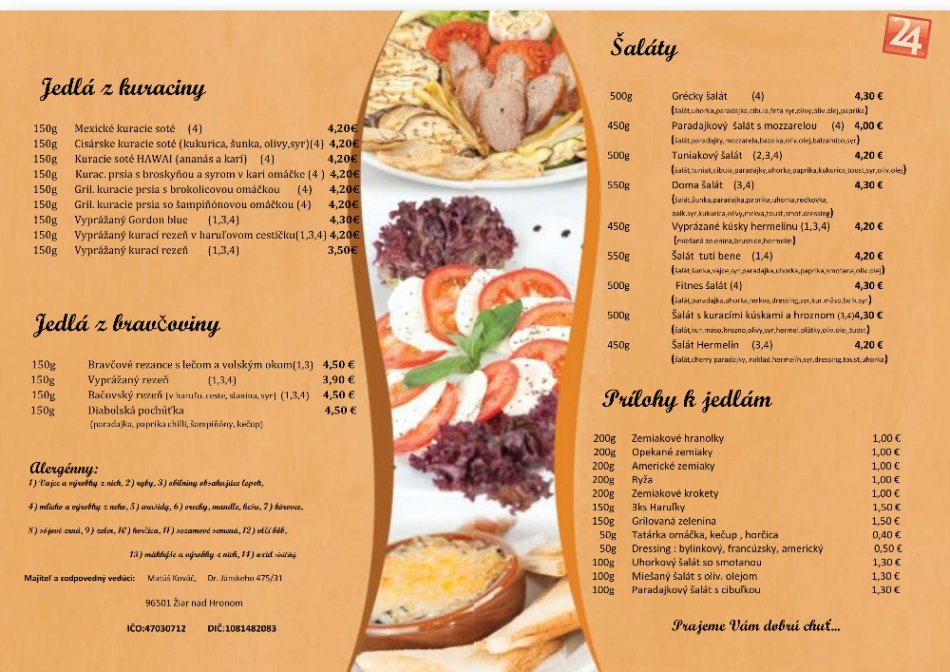 Jedlá z kuraciny
150g Mexické kuracie soté (4) 4,20€
150g Cisárske kuracie soté (kukurica, šunka, olivy,syr)(4) 4,20€
150g Kuracie soté HAWAI (ananás a kari) (4) 4,20€
150g Kurac. prsia s broskyňou a syrom v kari omáčke (4 ) 4,20€
150g Gril. kuracie prsia s brokolicovou omáčkou (4) 4,20€
150g Gril. kuracie prsia so šampiňónovou omáčkou (4) 4,20€
150g Vyprážaný Gordon blue (1,3,4) 4,30€
150g Vyprážaný kurací rezeň v haruľovom cestíčku(1,3,4) 4,20€
150g Vyprážaný kurací rezeň (1,3,4) 3,50€
Jedlá z bravčoviny
150g Bravčové rezance s lečom a volským okom(1,3) 4,50 €
150g Vyprážaný rezeň (1,3,4) 3,90 €
150g Bačovský rezeň (v haruľo. ceste, slanina, syr) (1,3,4) 4,50 €
150g Diabolská pochúťka 4,50 €
(paradajka, paprika chilli, šampiňóny, kečup)
Alergénny:
1) Vajce a výrobky z nich, 2) ryby, 3) obilniny obsahujúce lepok,
4) mlieko a výrobky z neho, 5) arašidy, 6) orechy, mandle, kešu, 7) kôrovce,
8) sójové zrná, 9) zeler, 10) horčica, 11) sezamové semená, 12) vlčí bôb,
13) mäkkýše a výrobky z nich, 14) oxid siričitý
Majiteľ a zodpovedný vedúci: Matúš Kováč, Dr. Jánskeho 475/31
96501 Žiar nad Hronom
IČO:47030712 DIČ:1081482083
24
Šaláty
500g Grécky šalát (4) 4,30 €
(šalát,uhorka,paradajka,cibula,feta syr,olivy,oliv.olej,paprika)
450g Paradajkový šalát s mozzarelou (4) 4,00 €
(šalát,paradajky,mozzarela,bazalka,oliv.olej,balzamico,syr)
500g Tuniakový šalát (2,3,4) 4,20 €
(šalát,tuniak,cibula,paradajky,uhorka,paprika,kukurica,toust,syr,oliv.olej)
550g Doma šalát (3,4) 4,30 €
(šalát,šunka,paradajka,paprika,uhorka,redkovka,
balk.syr,kukurica,olivy,mrkva,toust,smot.dressing)
450g Vyprázané kúsky hermelínu (1,3,4) 4,20 €
(miešaná zelenina,brusnice,hermelín)
550g Šalát tuti bene (1,4) 4,20 €
(šalát,šunka,vajce,syr,paradajka,uhorka,paprika,smotana,oliv.olej)
500g Fitnes šalát (4) 4,30 €
(šalát,paradajka,uhorka,mrkva,dressing,syr,kur.mäso,balk.syr)
500g Šalát s kuracími kúskami a hroznom (3,4)4,30 €
(šalát,kur.mäso,hrozno,olivy,syr,hermel.plátky,oliv.olej,tuost)
450g Šalát Hermelín (3,4) 4,20 €
(šalát,cherry paradajky, naklad.hermelín,syr,dressing,toust,uhorka)
Prílohy k jedlám
200g Zemiakové hranolky 1,00 €
200g Opekané zemiaky 1,00 €
200g Americké zemiaky 1,00 €
200g Ryža 1,00 €
200g Zemiakové krokety 1,00 €
150g 3ks Haruľky 1,50 €
150g Grilovaná zelenina 1,50 €
50g Tatárka omáčka, kečup , horčica 0,40 €
50g Dressing : bylinkový, francúzsky, americký 0,50 €
100g Uhorkový šalát so smotanou 1,30 €
100g Miešaný šalát s oliv. olejom 1,30 €
100g Paradajkový šalát s cibuľkou 1,30 €
Prajeme Vám dobrú chuť...